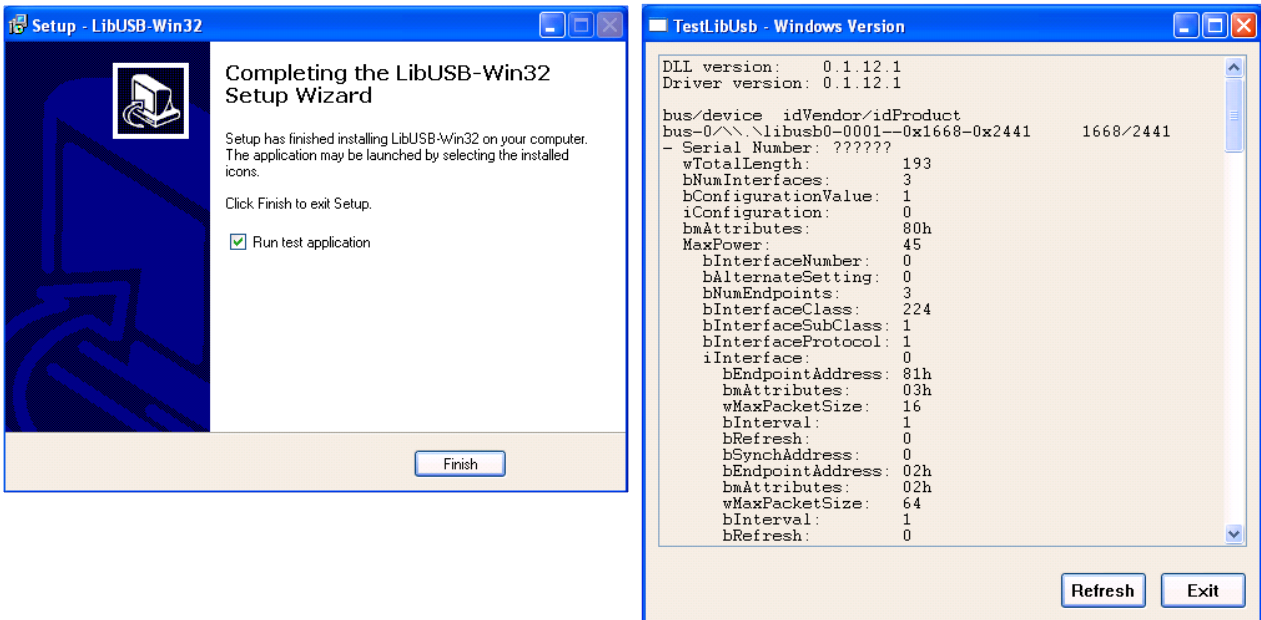 Setup - LibUSB-Win32
Completing the LibUSB-Win32
Setup Wizard
Setup has finished installing LibUSB-Win32 on your computer.
The application may be launched by selecting the installed
icons.
Click Finish to exit Setup.
Run test application
Finish
TestLibUsb - Windows Version
DLL version: 0.1.12.1
Driver version: 0.1.12.1
bus/device idVendor/idProduct
bus-0/\\.\libusb0-0001--0x1668-0x2441 1668/2441
- Serial Number: ??????
wTotalLength: 193
bNumInterfaces: 3
bConfigurationValue: 1
iConfiguration: 0
bmAttributes: 80h
MaxPower: 45
bInterfaceNumber: 0
bAlternateSetting: 0
bNumEndpoints: 3
bInterfaceClass: 224
bInterfaceSubClass: 1
bInterfaceProtocol: 1
iInterface: 0
bEndpointAddress: 81h
bmAttributes: 03h
wMaxPacketSize: 16
bInterval: 1
bRefresh: 0
bSynchAddress: 0
bEndpointAddress: 02h
bmAttributes: 02h
wMaxPacketSize: 64
bInterval: 1
bRefresh: 0
Refresh Exit